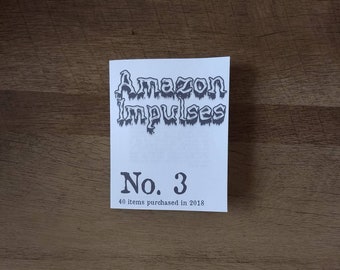 Amazon
Impulses
No. 3
40 items purchased in 2018